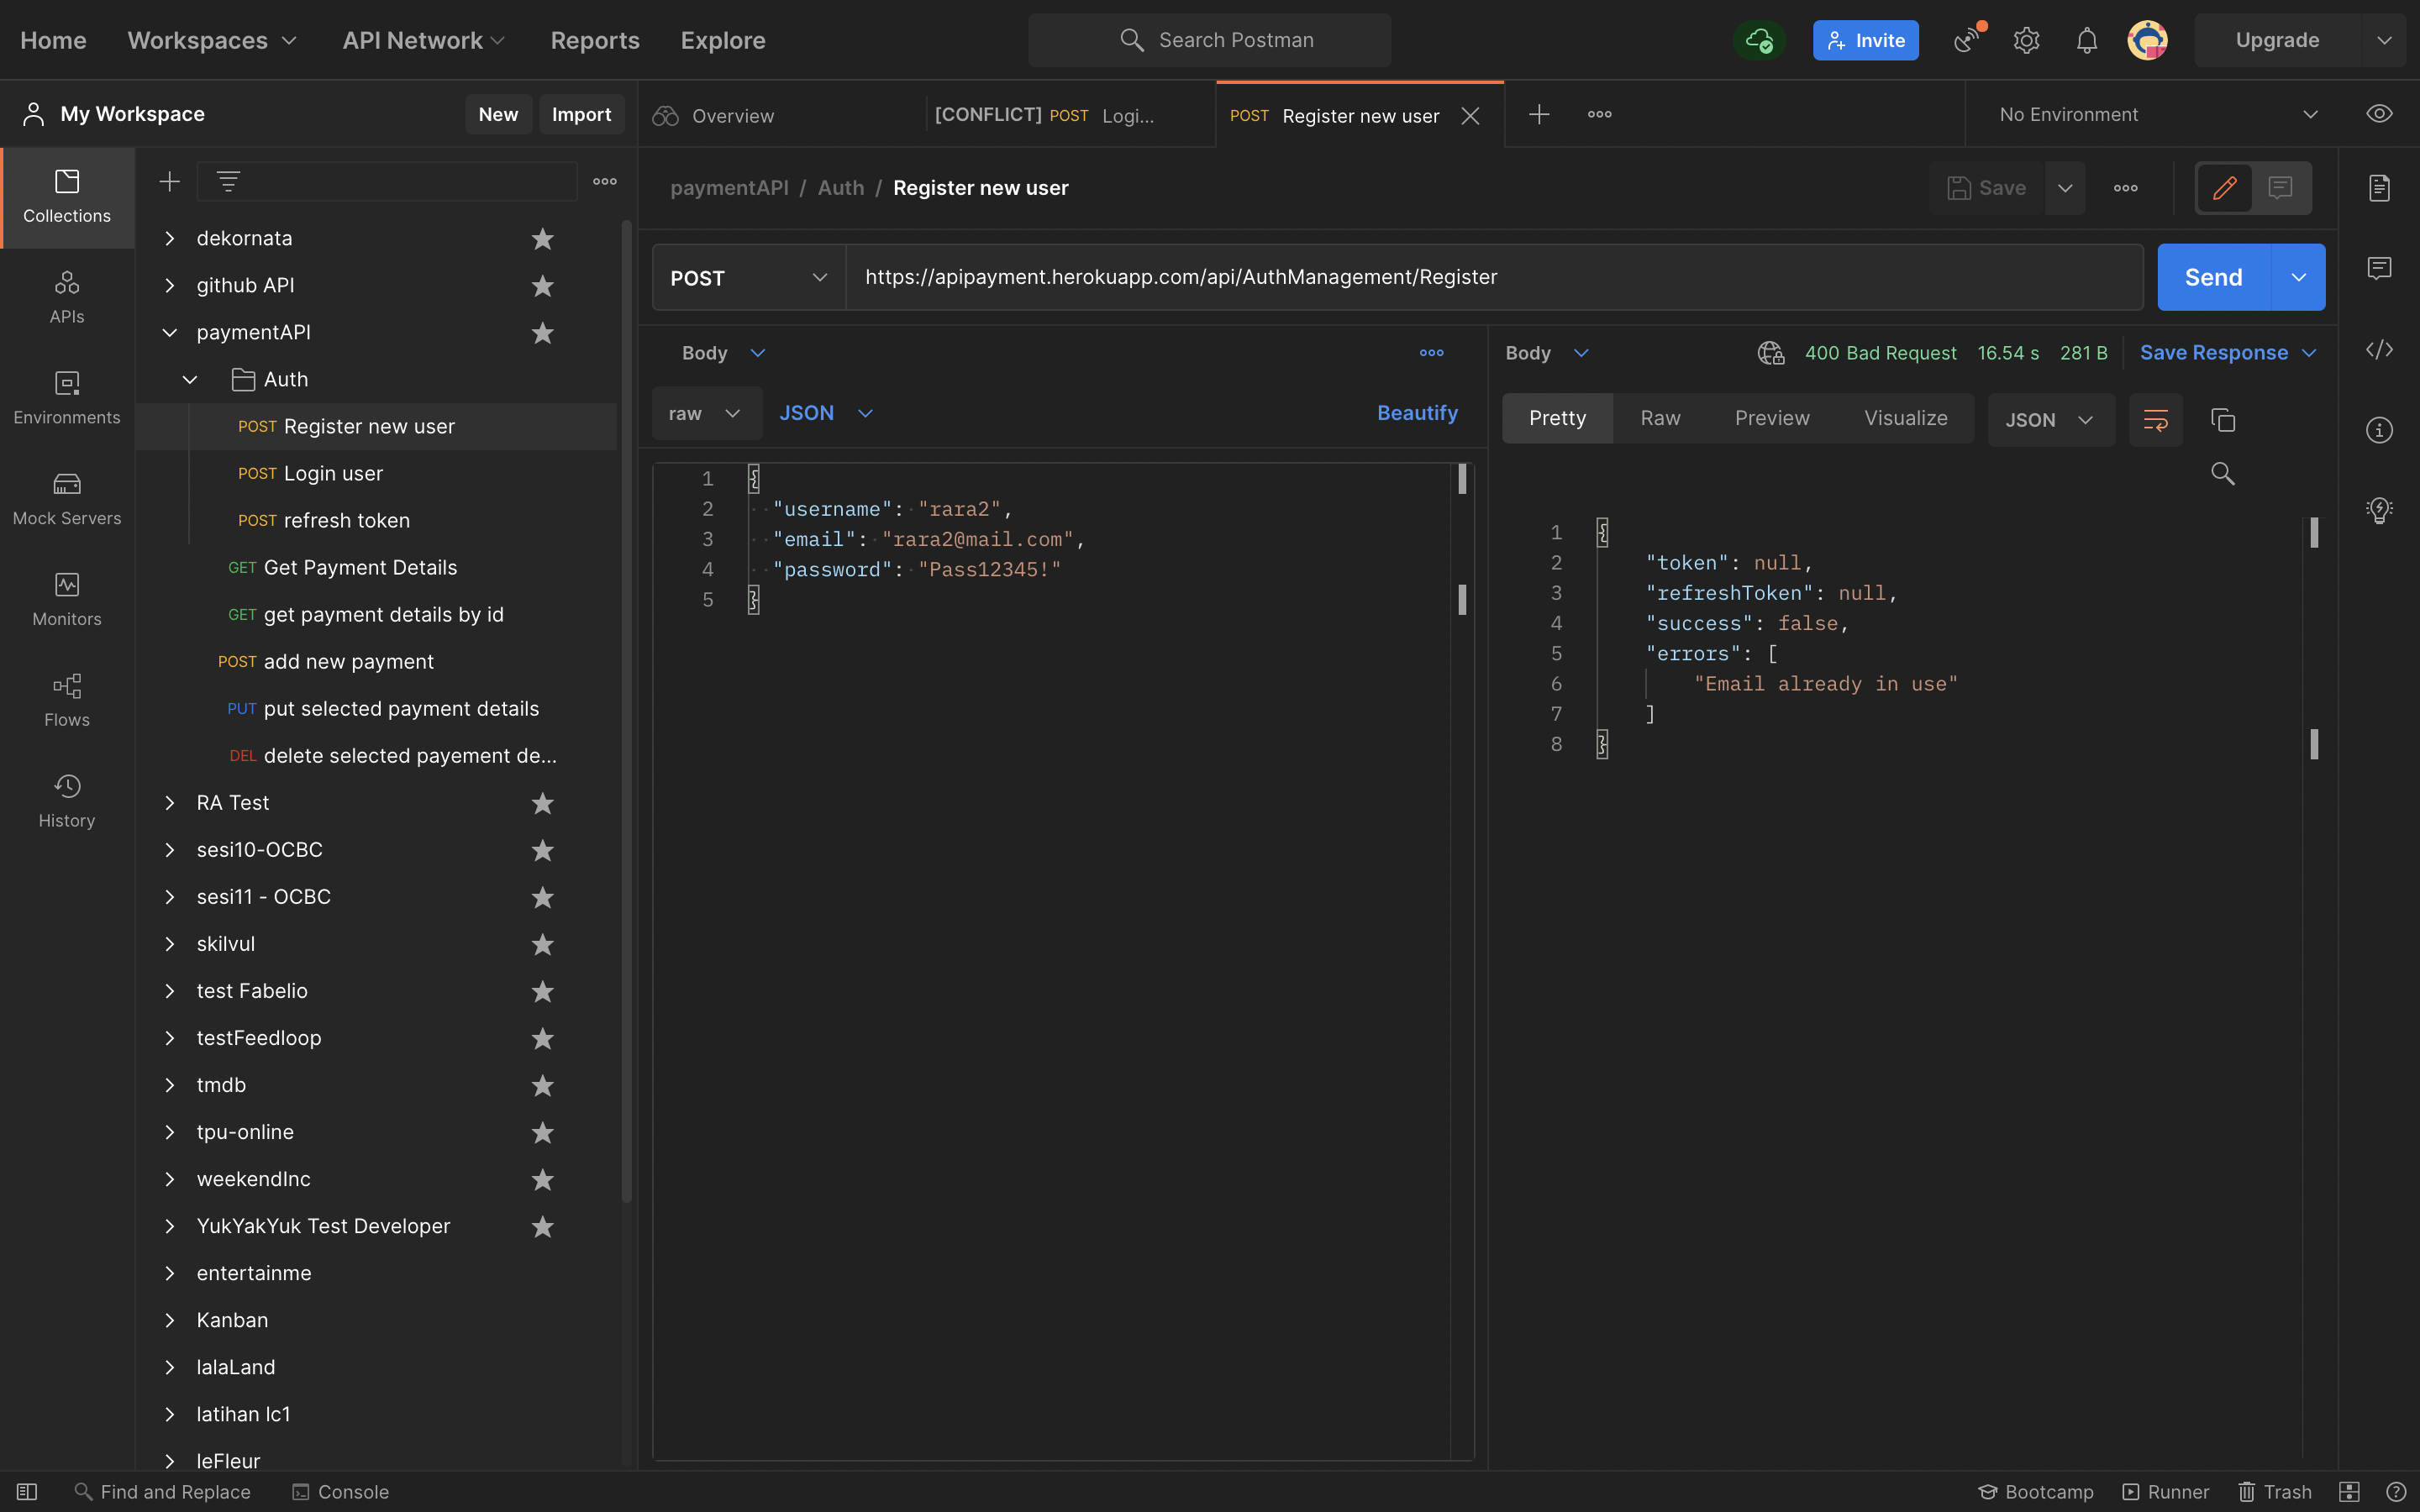 Home Workspaces API Network Reports Explore Search Postman Invite Upgrade
My Workspace New Import
Overview [CONFLICT] POST Logi... POST Register new user No Environment
Collections
APIs
Environments
Mock Servers
Monitors
Flows
History
dekornata
github API
paymentAPI
Auth
POST Register new user
POST Login user
POST refresh token
GET Get Payment Details
GET get payment details by id
POST add new payment
PUT put selected payment details
DEL delete selected payement de...
RA Test
sesi10-OCBC
sesi11 - OCBC
skilvul
test Fabelio
testFeedloop
tmdb
tpu-online
weekendInc
YukYakYuk Test Developer
entertainme
Kanban
lalaLand
latihan lc1
leFleur
paymentAPI / Auth / Register new user Save
POST https://apipayment.herokuapp.com/api/AuthManagement/Register Send
Body
raw JSON Beautify
1 {
2 "username": "rara2",
3 "email": "rara2@mail.com",
4 "password": "Pass12345!"
5 }
Body 400 Bad Request 16.54 s 281 B Save Response
Pretty Raw Preview Visualize JSON
1 {
2 "token": null,
3 "refreshToken": null,
4 "success": false,
5 "errors": [
6 "Email already in use"
7 ]
8 }
Find and Replace Console Bootcamp Runner Trash